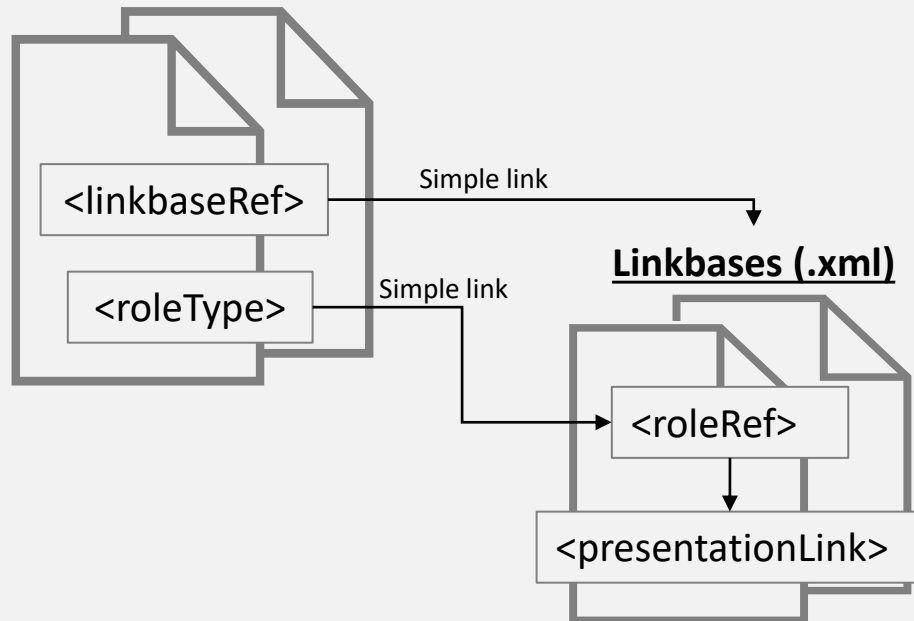 <linkbaseRef>
Simple link
Linkbases (.xml)
<roleType>
Simple link
<roleRef>
<presentationLink>